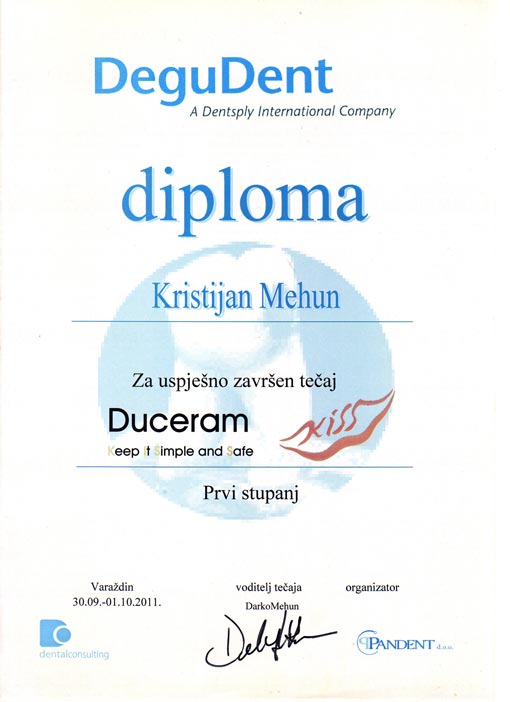 DeguDent
A Dentsply International Company
diploma
Kristijan Mehun
Za uspješno završen tečaj
Duceram
Keep it Simple and Safe
kiss
Prvi stupanj
Varaždin
30.09.-01.10.2011.
voditelj tečaja
DarkoMehun
organizator
dentalconsulting
PANDENT d.o.o.